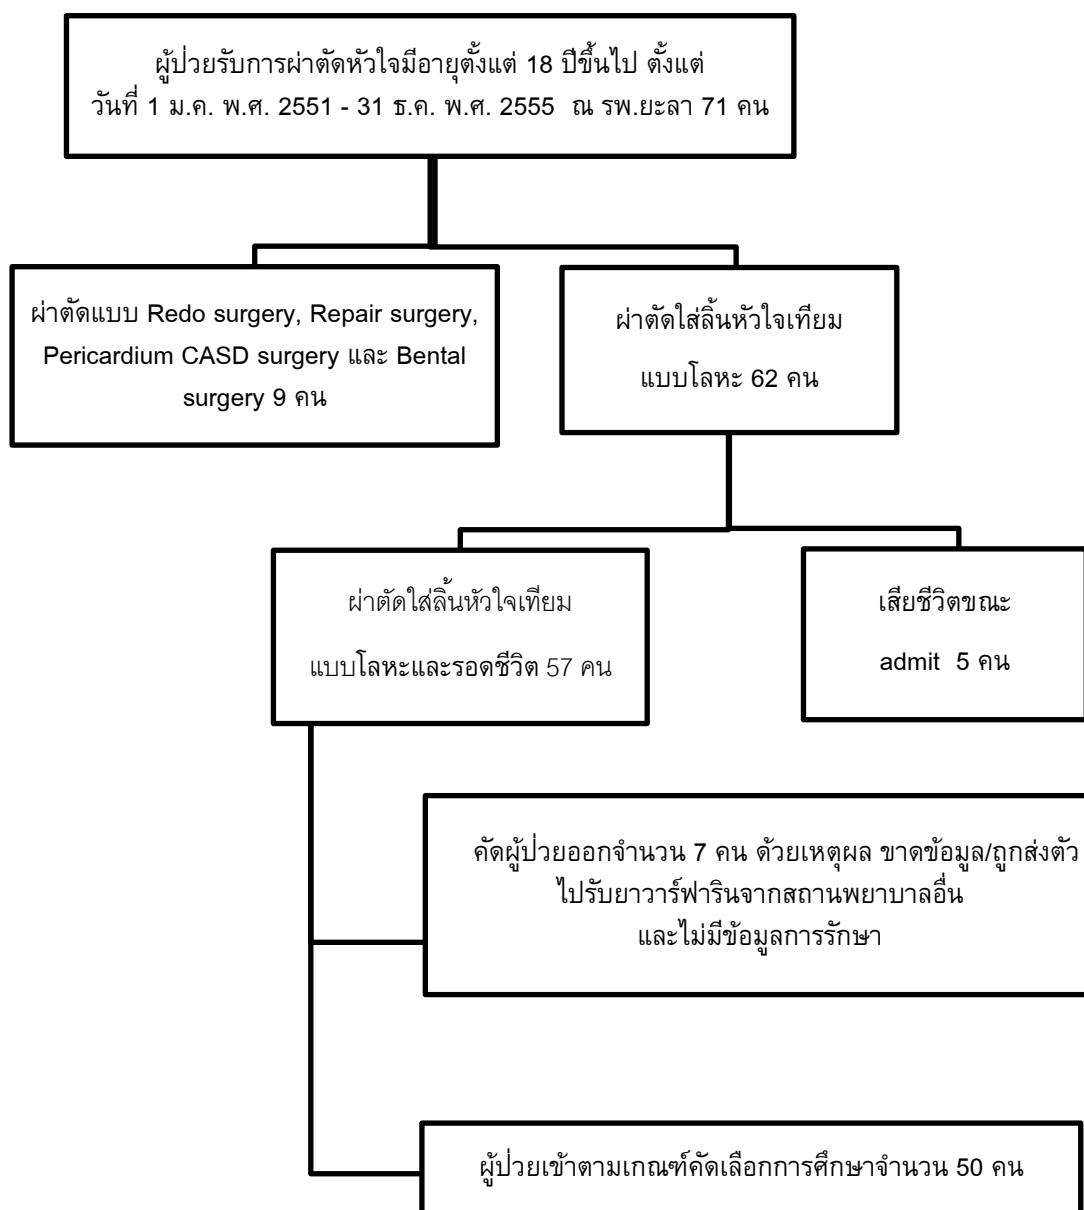 ผู้ป่วยรับการผ่าตัดหัวใจมีอายุตั้งแต่ 18 ปีขึ้นไป ตั้งแต่
วันที่ 1 ม.ค. พ.ศ. 2551 - 31 ธ.ค. พ.ศ. 2555 ณ รพ.ยะลา 71 คน
ผ่าตัดแบบ Redo surgery, Repair surgery,
Pericardium CASD surgery และ Bental
surgery 9 คน
ผ่าตัดใส่ลิ้นหัวใจเทียม
แบบโลหะ 62 คน
ผ่าตัดใส่ลิ้นหัวใจเทียม
แบบโลหะและรอดชีวิต 57 คน
เสียชีวิตขณะ
admit 5 คน
คัดผู้ป่วยออกจำนวน 7 คน ด้วยเหตุผล ขาดข้อมูล/ถูกส่งตัว
ไปรับยาวาร์ฟารินจากสถานพยาบาลอื่น
และไม่มีข้อมูลการรักษา
ผู้ป่วยเข้าตามเกณฑ์คัดเลือกการศึกษาจำนวน 50 คน